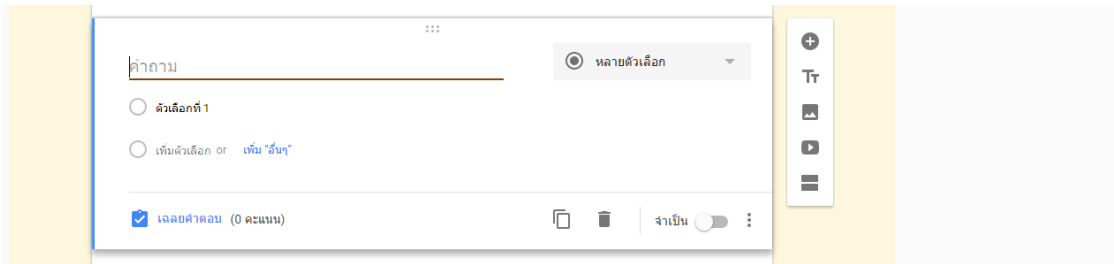 คำถาม
หลายตัวเลือก
ตัวเลือกที่ 1
เพิ่มตัวเลือก or เพิ่ม "อื่นๆ"
เฉลยคำตอบ (0 คะแนน)
จำเป็น
Tт